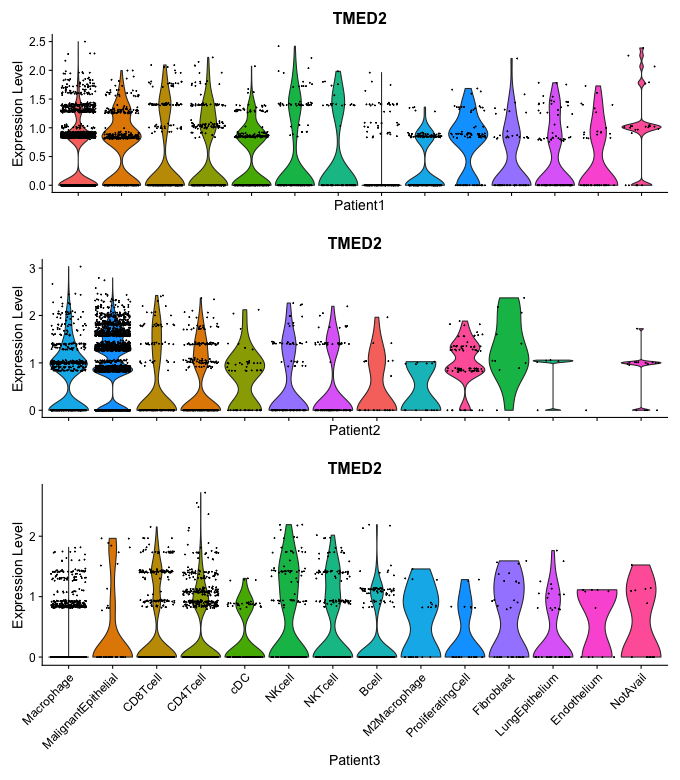 TMED2
Expression Level
2.5
2.0
1.5
1.0
0.5
0.0
Patient1
TMED2
Expression Level
3
2
1
0
Patient2
TMED2
Expression Level
2
1
0
Macrophage
MalignantEpithelial
CD8Tcell
CD4Tcell
cDC
NKcell
NKTcell
Bcell
M2Macrophage
ProliferatingCell
Fibroblast
LungEpithelium
Endothelium
NotAvail
Patient3